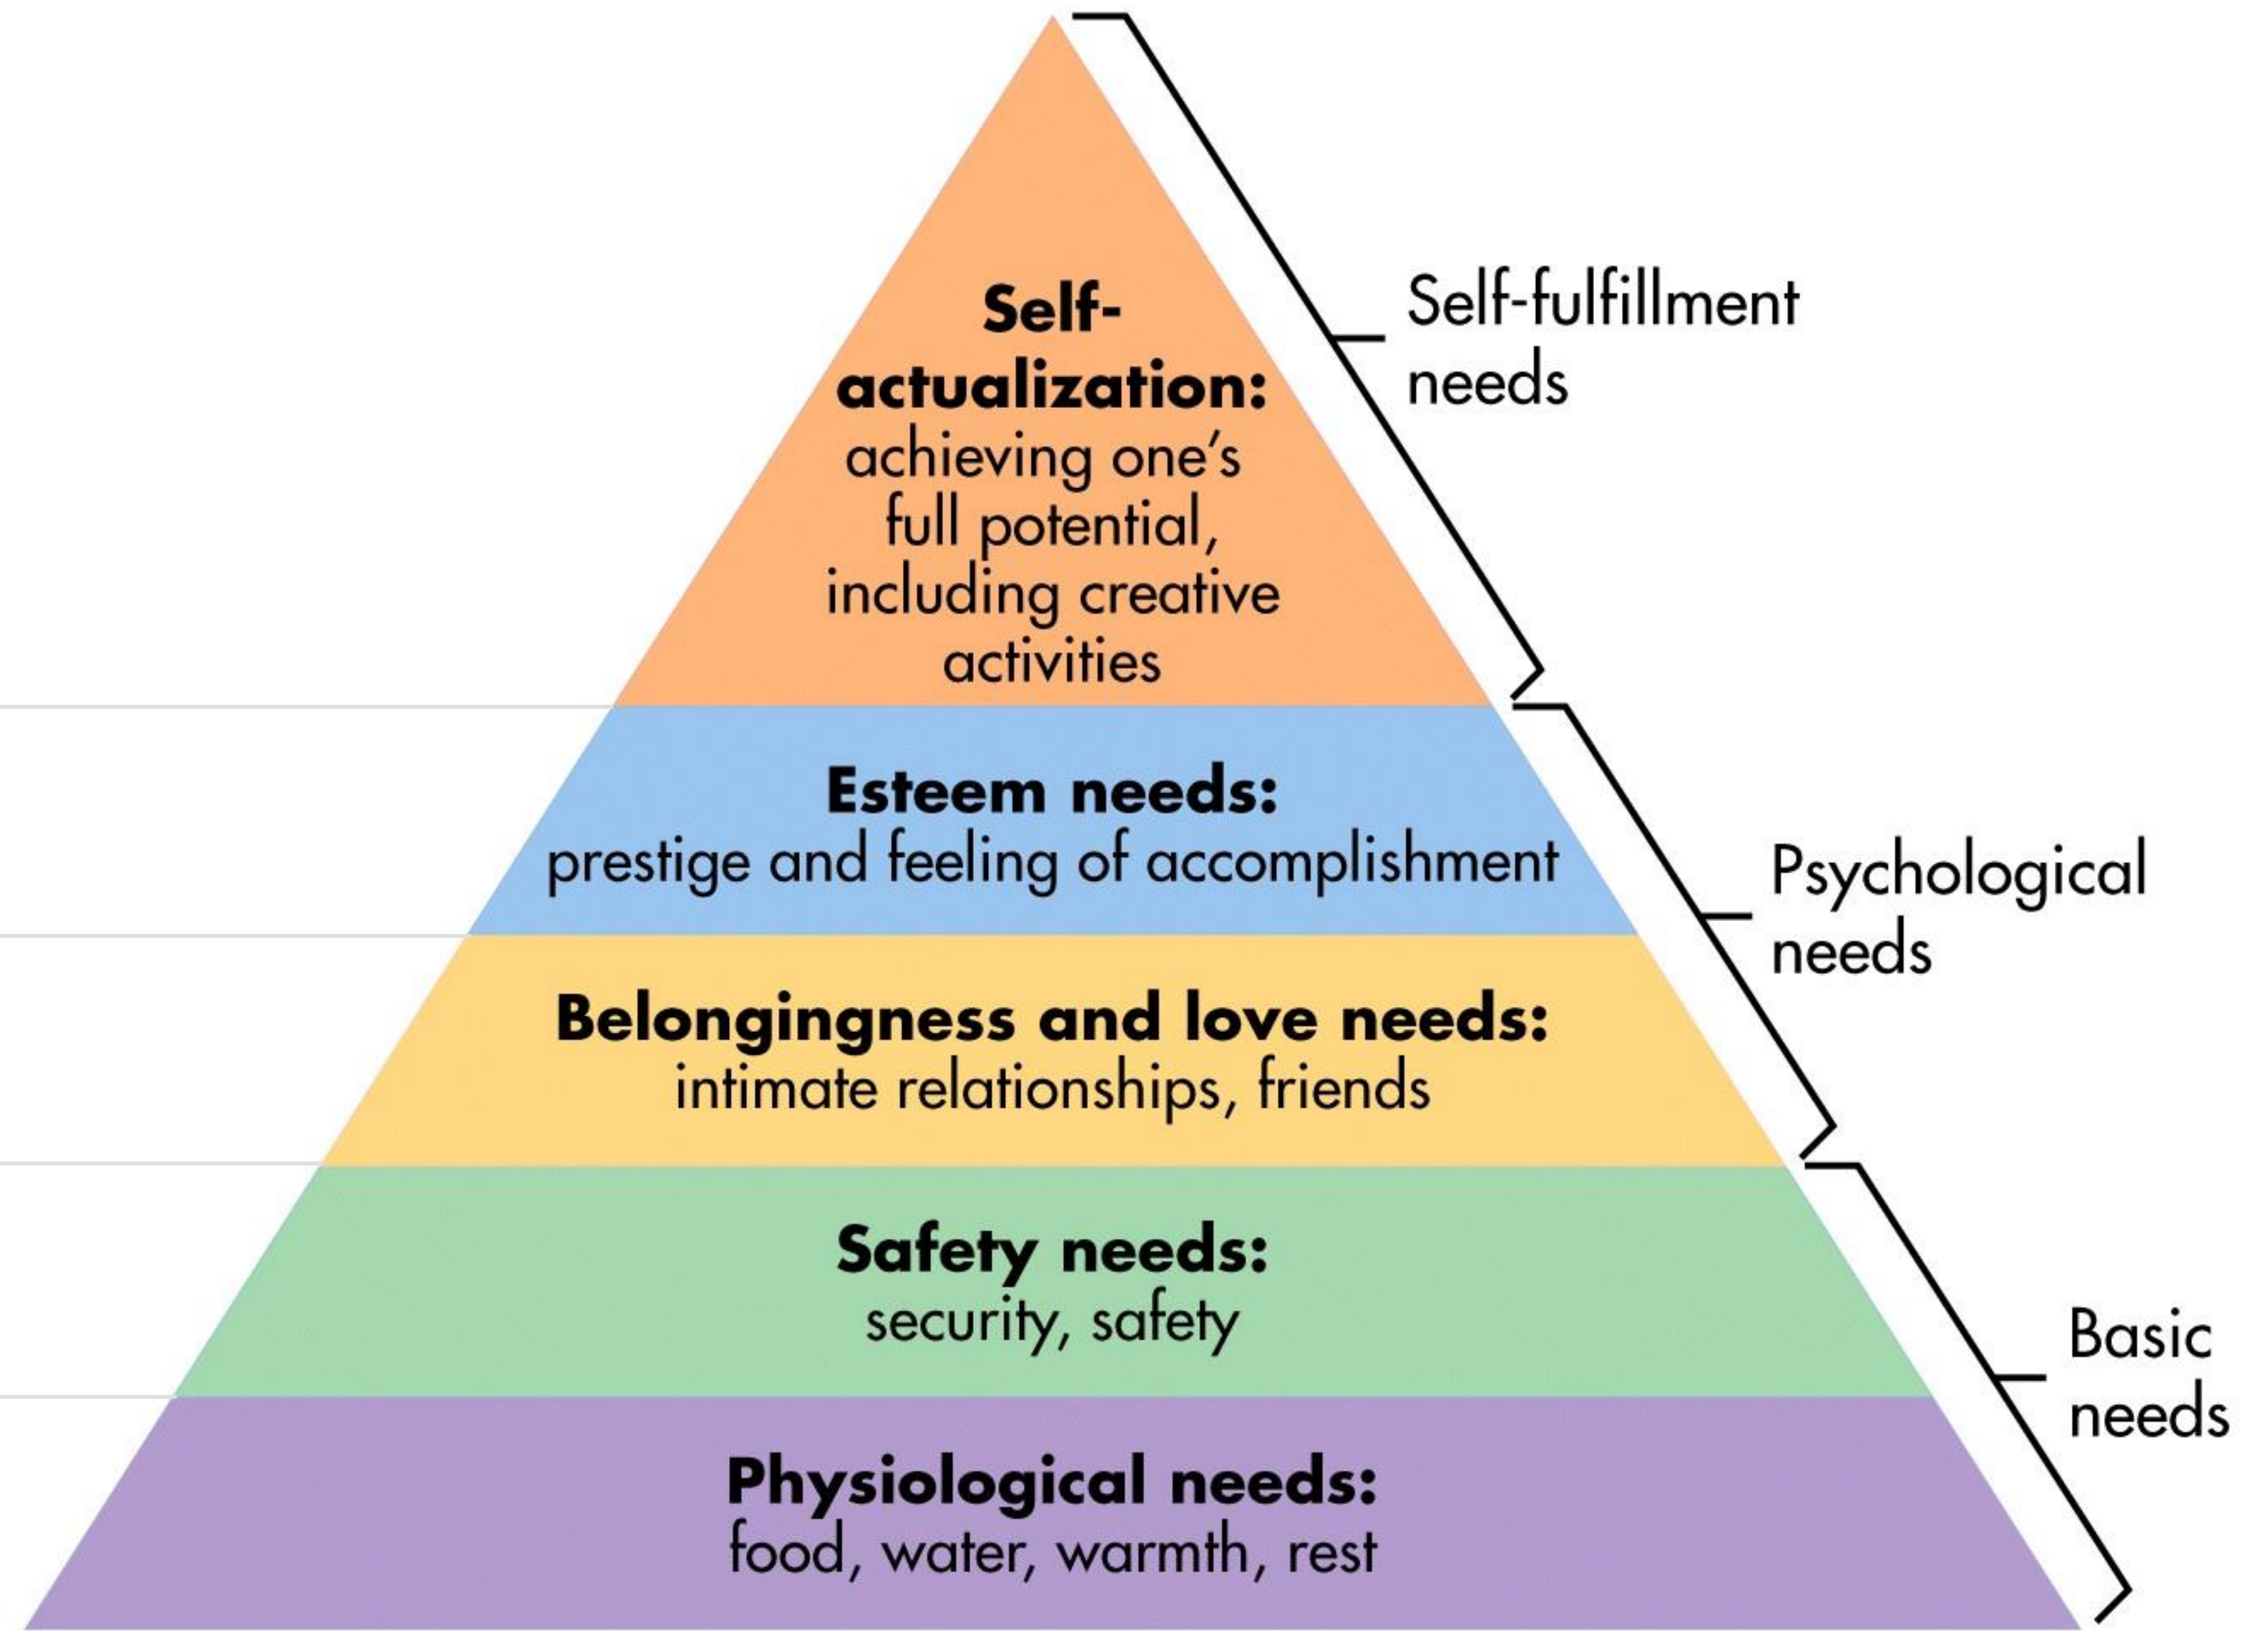 Self-
actualization:
achieving one’s
full potential,
including creative
activities
Self-fulfillment
needs
Esteem needs:
prestige and feeling of accomplishment
Belongingness and love needs:
intimate relationships, friends
Psychological
needs
Safety needs:
security, safety
Physiological needs:
food, water, warmth, rest
Basic
needs